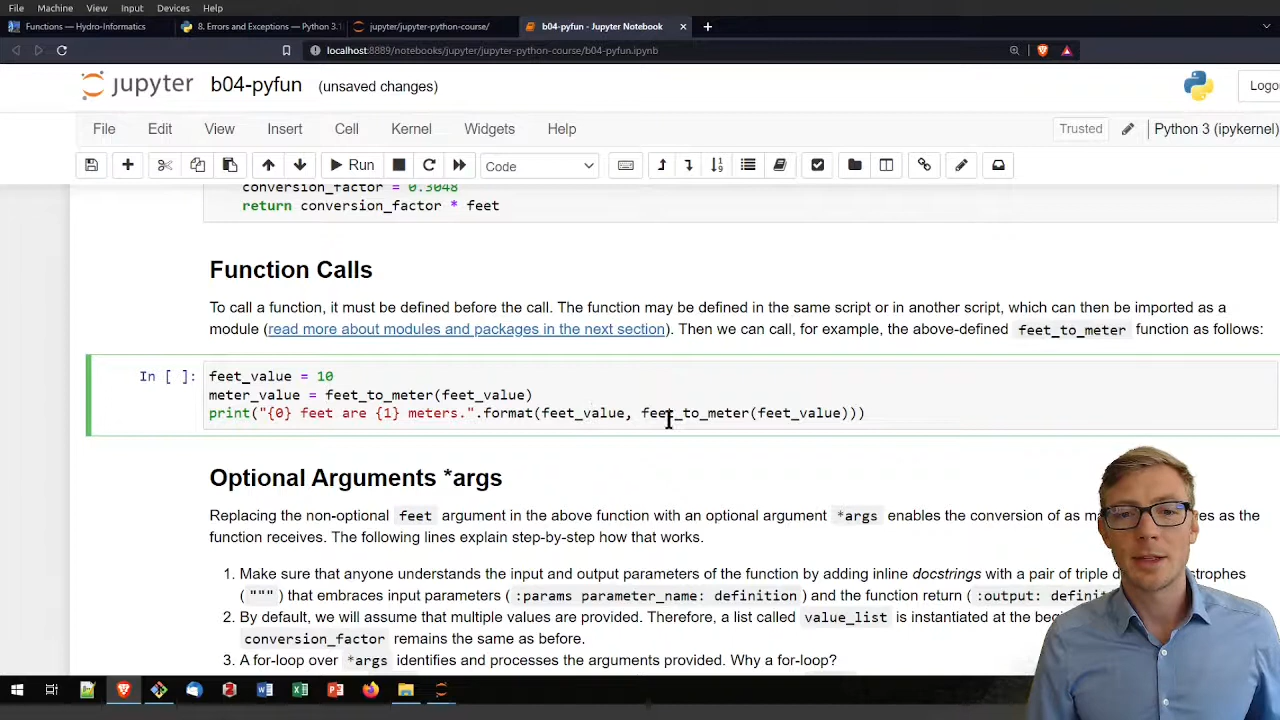 File Machine View Input Devices Help
Functions — Hydro-Informatics
8. Errors and Exceptions — Python 3.1
jupyter/jupyter-python-course/
b04-pyfun - Jupyter Notebook
localhost:8889/notebooks/jupyter/jupyter-python-course/b04-pyfun.ipynb
jupyter b04-pyfun (unsaved changes)
File Edit View Insert Cell Kernel Widgets Help
Trusted Python 3 (ipykernel)
Run Code
conversion_factor = 0.3048
return conversion_factor * feet
Function Calls
To call a function, it must be defined before the call. The function may be defined in the same script or in another script, which can then be imported as a
module (read more about modules and packages in the next section). Then we can call, for example, the above-defined feet_to_meter function as follows:
In [ ]: feet_value = 10
meter_value = feet_to_meter(feet_value)
print("{0} feet are {1} meters.".format(feet_value, feet_to_meter(feet_value)))
Optional Arguments *args
Replacing the non-optional feet argument in the above function with an optional argument *args enables the conversion of as as the
function receives. The following lines explain step-by-step how that works.
1. Make sure that anyone understands the input and output parameters of the function by adding inline docstrings with a pair of triple
(""") that embraces input parameters (:params parameter_name: definition) and the function return (:output:
2. By default, we will assume that multiple values are provided. Therefore, a list called value_list is instantiated at the
conversion_factor remains the same as before.
3. A for-loop over *args identifies and processes the arguments provided. Why a for-loop?